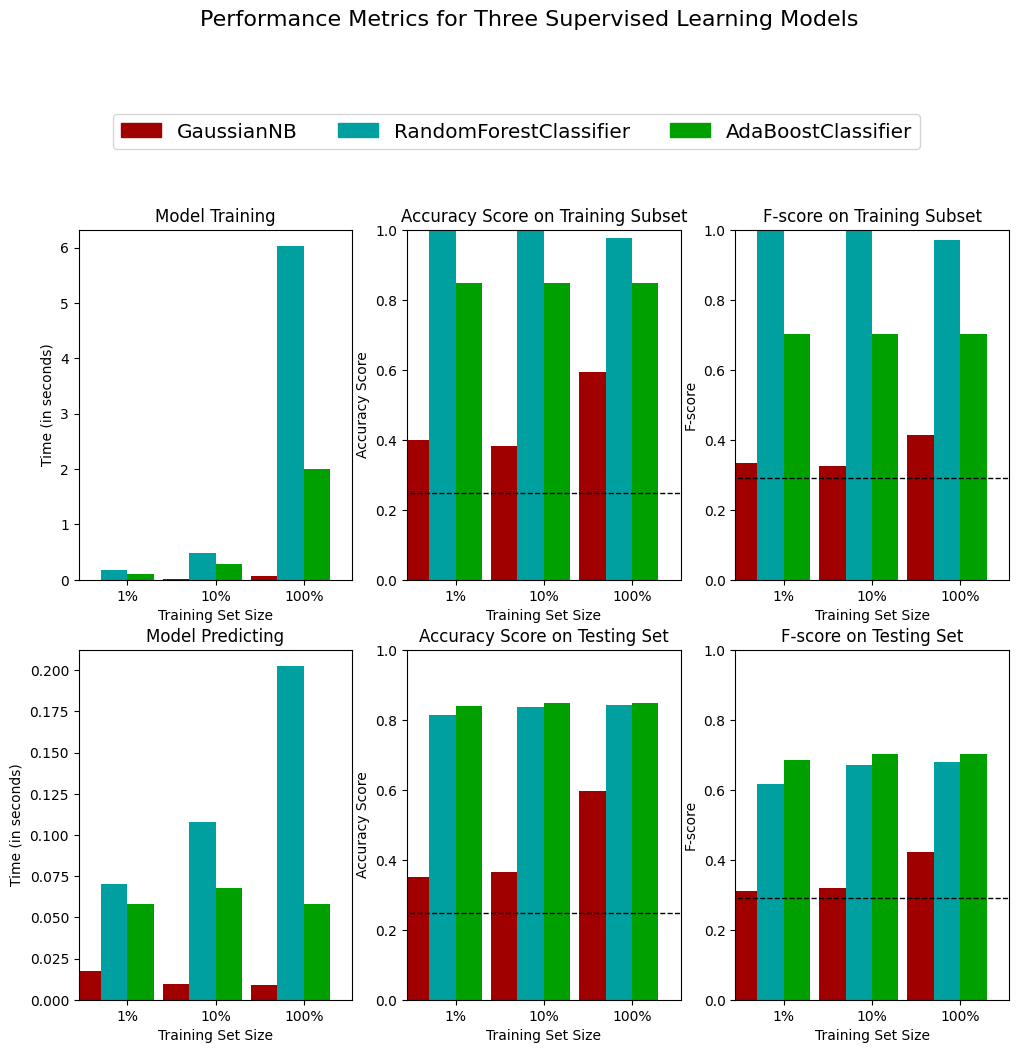 Performance Metrics for Three Supervised Learning Models
GaussianNB RandomForestClassifier AdaBoostClassifier
Model Training
Time (in seconds)
6
5
4
3
2
1
0
1% 10% 100%
Training Set Size
Accuracy Score on Training Subset
Accuracy Score
1.0
0.8
0.6
0.4
0.2
0.0
1% 10% 100%
Training Set Size
F-score on Training Subset
F-score
1.0
0.8
0.6
0.4
0.2
0.0
1% 10% 100%
Training Set Size
Model Predicting
Time (in seconds)
0.200
0.175
0.150
0.125
0.100
0.075
0.050
0.025
0.000
1% 10% 100%
Training Set Size
Accuracy Score on Testing Set
Accuracy Score
1.0
0.8
0.6
0.4
0.2
0.0
1% 10% 100%
Training Set Size
F-score on Testing Set
F-score
1.0
0.8
0.6
0.4
0.2
0.0
1% 10% 100%
Training Set Size